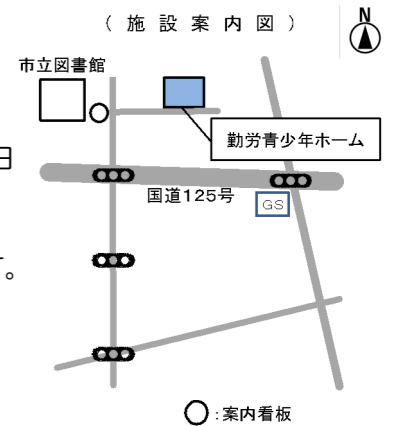 (施設案内図)
N
市立図書館
勤労青少年ホーム
日
国道125号
GS
。
○:案内看板